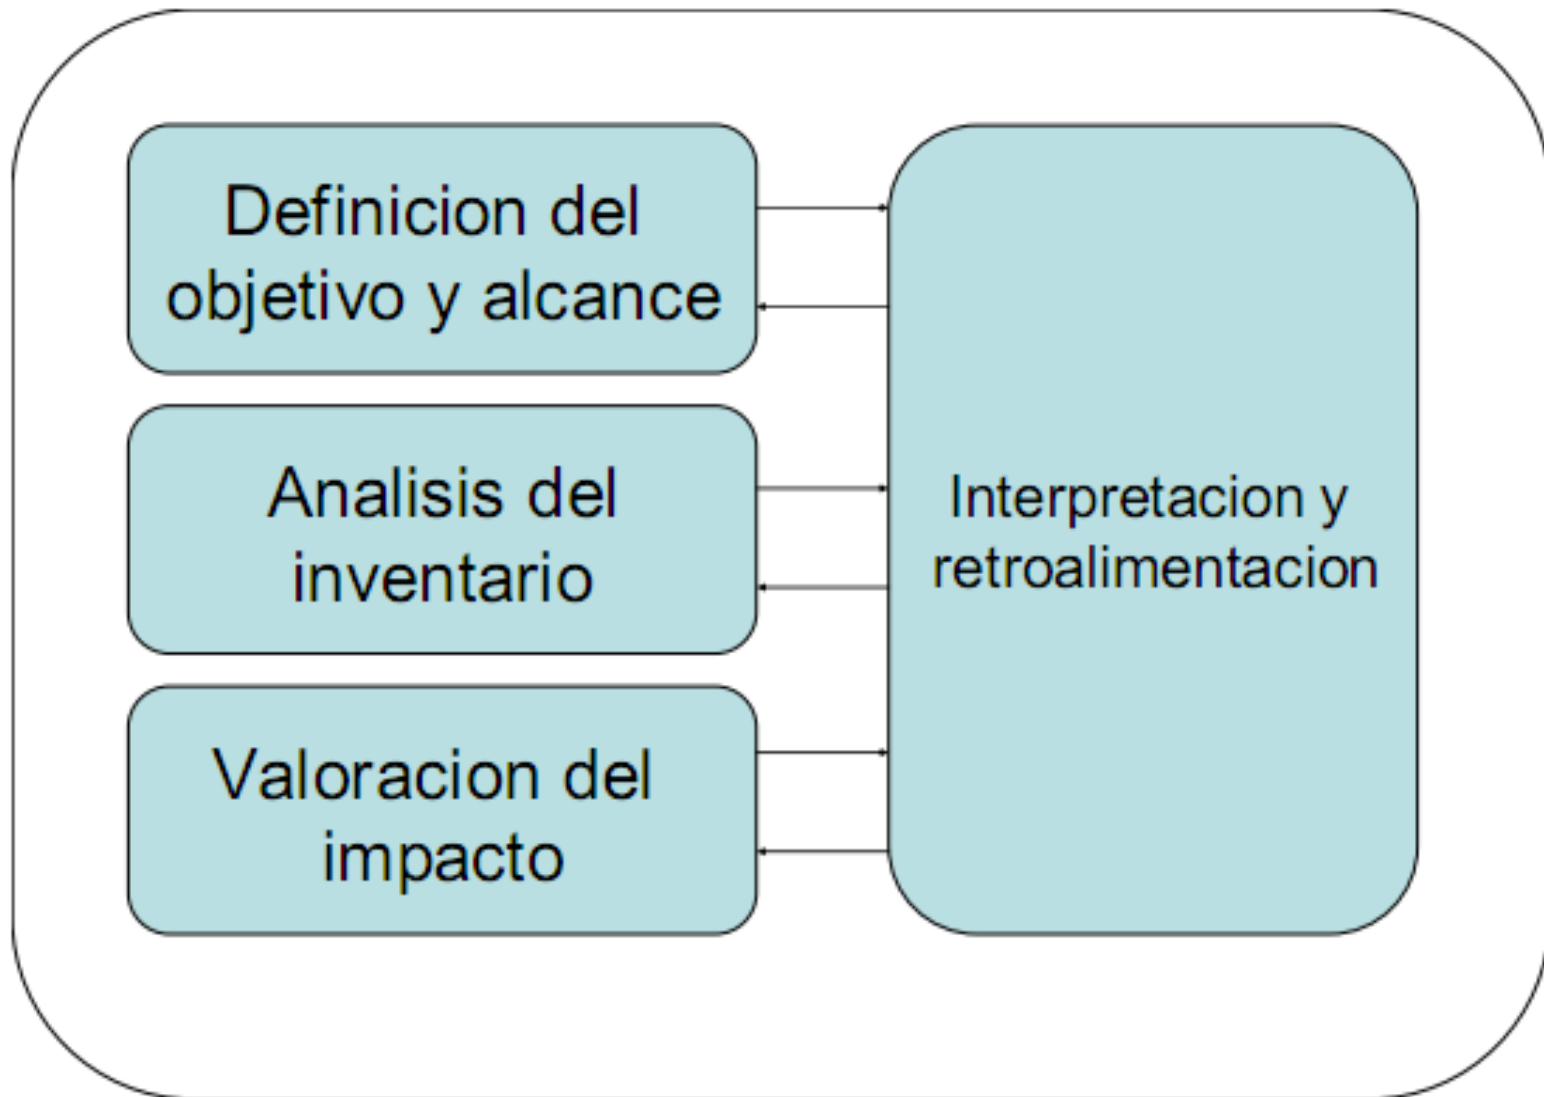 Definicion del
objetivo y alcance
Analisis del
inventario
Valoracion del
impacto
Interpretacion y
retroalimentacion